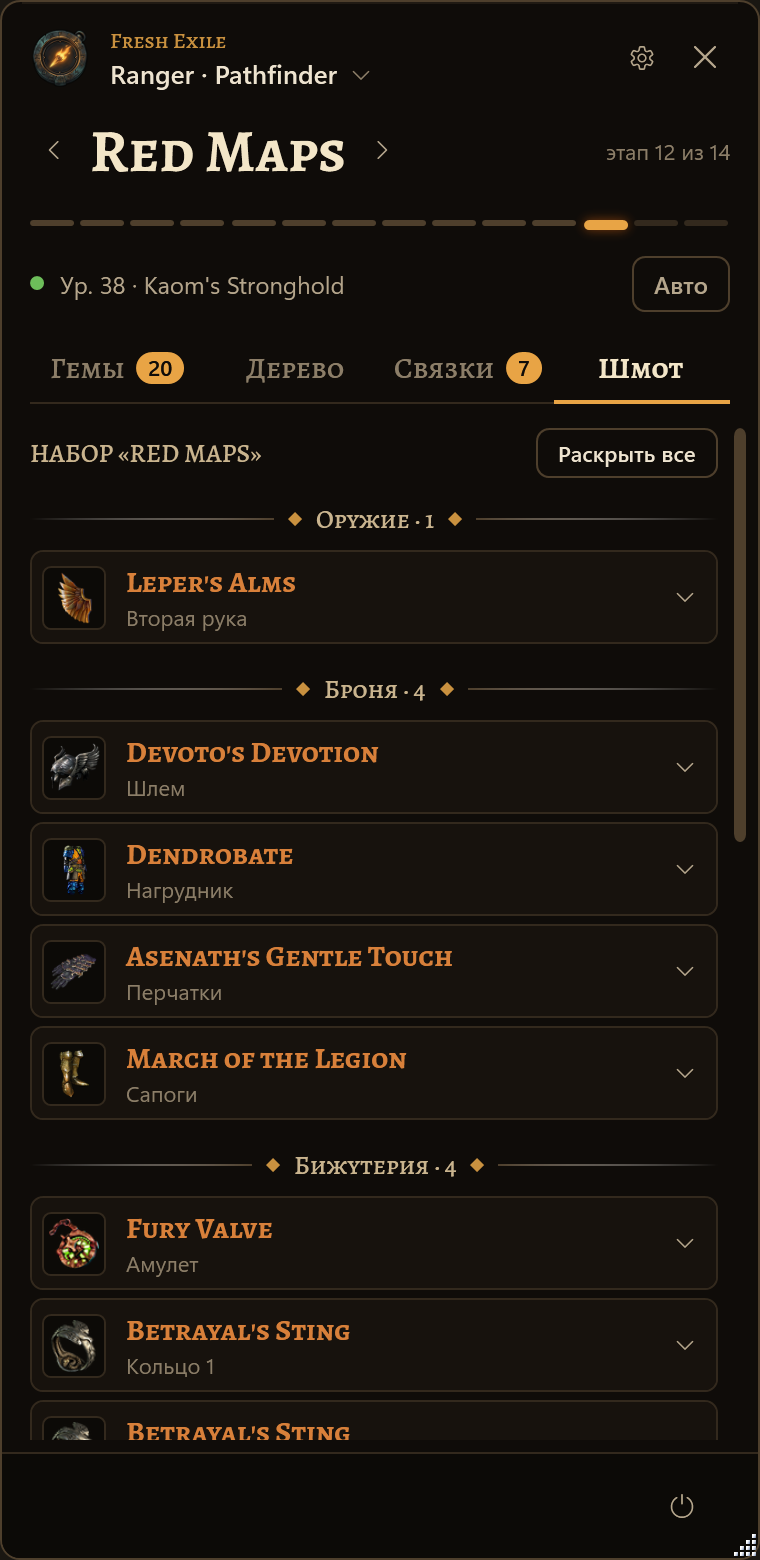 Fresh Exile
Ranger · Pathfinder
Red Maps
этап 12 из 14
Ур. 38 · Kaom's Stronghold
Авто
Гемы 20
Дерево
Связки 7
Шмот
НАБОР «RED MAPS»
Раскрыть все
Оружие · 1
Leper's Alms
Вторая рука
Броня · 4
Devoto's Devotion
Шлем
Dendrobate
Нагрудник
Asenath's Gentle Touch
Перчатки
March of the Legion
Сапоги
Бижутерия · 4
Fury Valve
Амулет
Betrayal's Sting
Кольцо 1
Betrayal's Sting